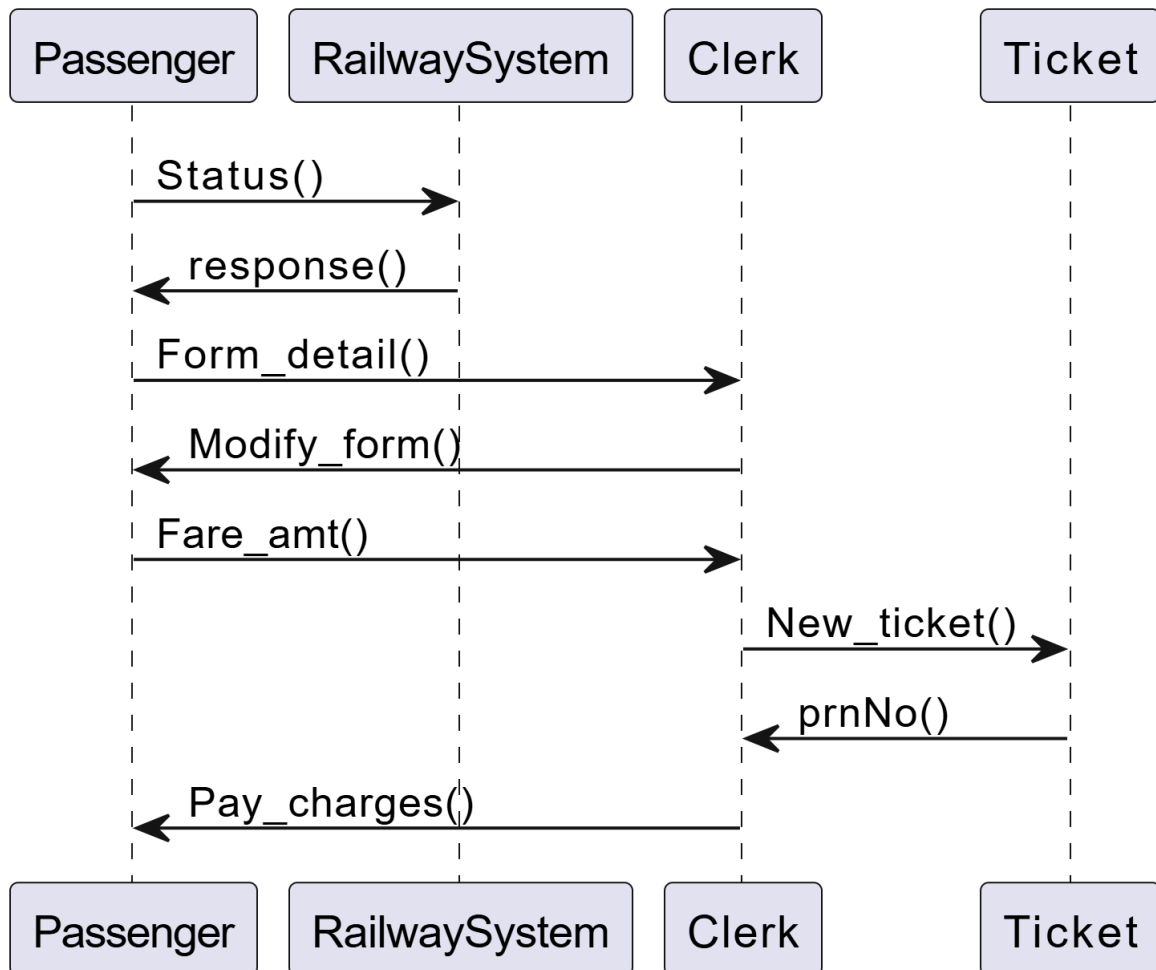 Passenger RailwaySystem Clerk Ticket
Status()
response()
Form_detail()
Modify_form()
Fare_amt()
New_ticket()
prnNo()
Pay_charges()
Passenger RailwaySystem Clerk Ticket